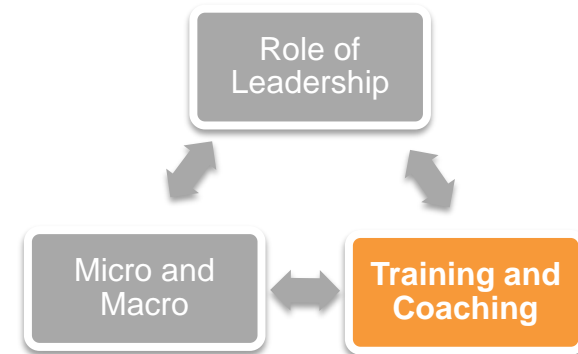 Role of
Leadership
Micro and
Macro
Training and
Coaching